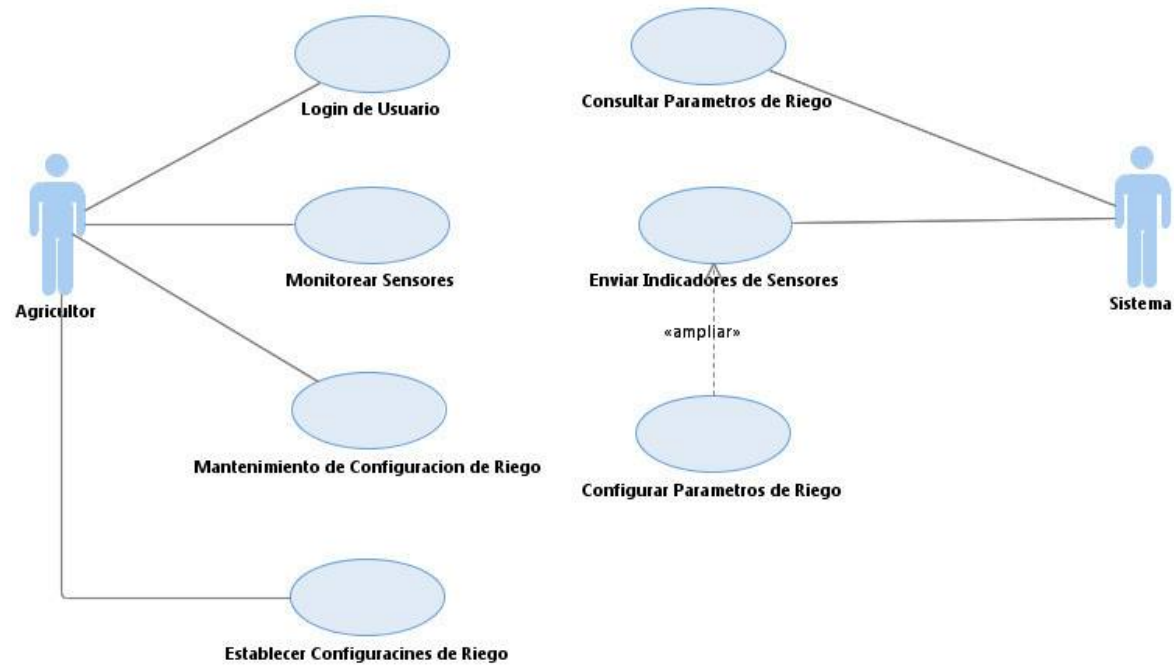 Login de Usuario
Consultar Parametros de Riego
Monitorear Sensores
Enviar Indicadores de Sensores
Agricultor
Sistema
«ampliar»
Mantenimiento de Configuracion de Riego
Configurar Parametros de Riego
Establecer Configuracines de Riego